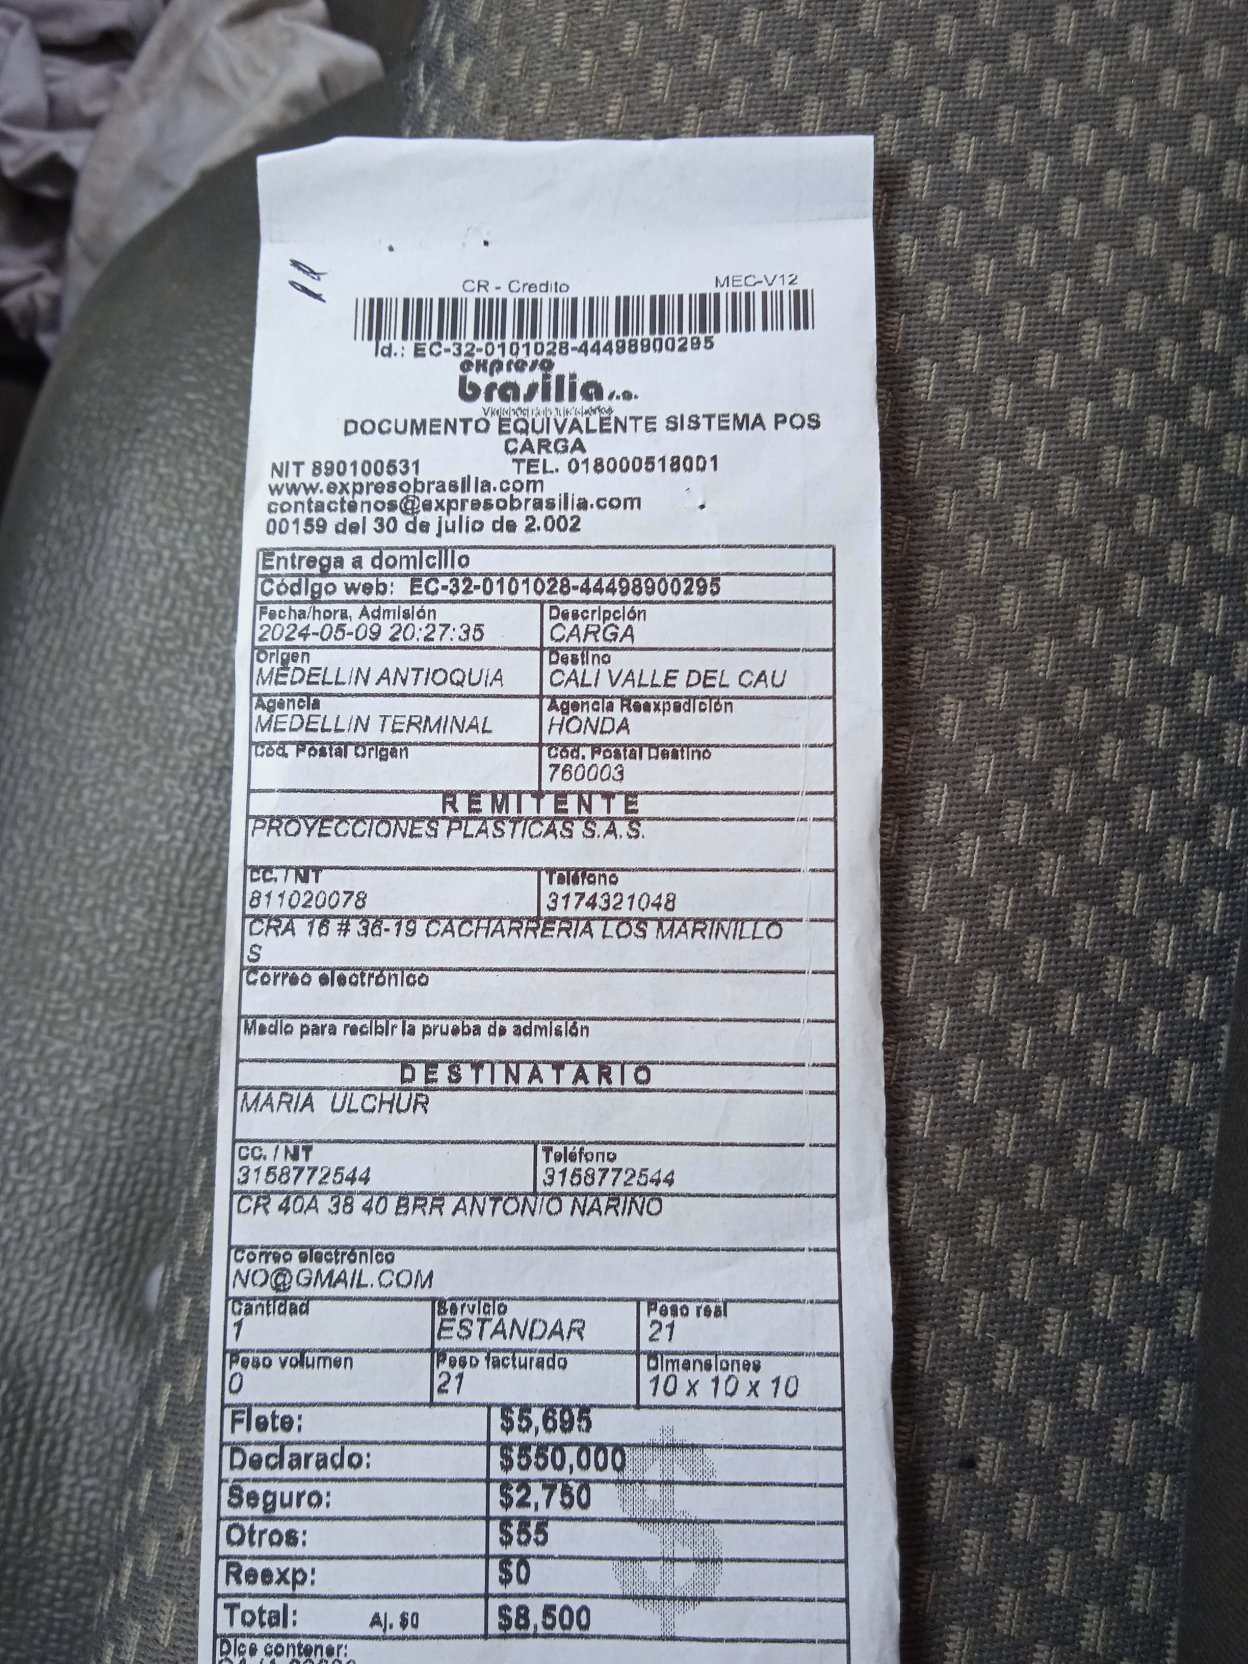 CR - Credito MEC-V12
Id.: EC-32-0101028-44498900295
expreso
brasilia s.a.
DOCUMENTO EQUIVALENTE SISTEMA POS
CARGA
NIT 890100531 TEL. 018000518001
www.expresobrasilia.com
contactenos@expresobrasilia.com
00159 del 30 de julio de 2.002
Entrega a domicilio
Código web: EC-32-0101028-44498900295
Fecha/hora, Admisión Descripción
2024-05-09 20:27:35 CARGA
Origen Destino
MEDELLIN ANTIOQUIA CALI VALLE DEL CAU
Agencia Agencia Reexpedición
MEDELLIN TERMINAL HONDA
Cód. Postal Origen Cód. Postal Destino
760003
REMITENTE
PROYECCIONES PLASTICAS S.A.S.
CC. / NIT Teléfono
811020078 3174321048
CRA 16 # 36-19 CACHARRERIA LOS MARINILLO
S
Correo electrónico
Medio para recibir la prueba de admisión
DESTINATARIO
MARIA ULCHUR
CC. / NIT Teléfono
3158772544 3158772544
CR 40A 38 40 BRR ANTONIO NARINO
Correo electrónico
NO@GMAIL.COM
Cantidad Servicio Peso real
1 ESTANDAR 21
Peso volumen Peso facturado Dimensiones
0 21 10 x 10 x 10
Flete: $5,695
Declarado: $550,000
Seguro: $2,750
Otros: $55
Reexp: $0
Total: Aj. $0 $8,500
Dice contener: